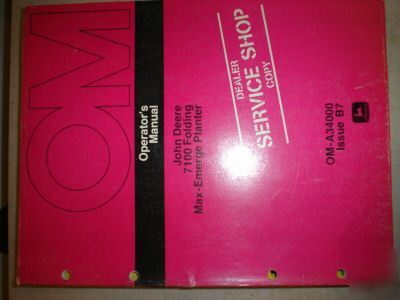 OM
Operator's
Manual
John Deere
7100 Folding
Max-Emerge Planter
DEALER
SERVICE SHOP
COPY
OM-A34000
Issue B7